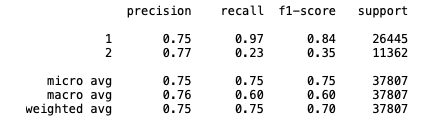 precision recall f1-score support
1 0.75 0.97 0.84 26445
2 0.77 0.23 0.35 11362
micro avg 0.75 0.75 0.75 37807
macro avg 0.76 0.60 0.60 37807
weighted avg 0.75 0.75 0.70 37807